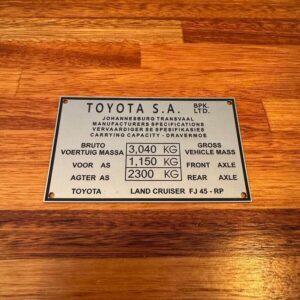 TOYOTA S.A. BPK. LTD.
JOHANNESBURG TRANSVAAL
MANUFACTURERS SPECIFICATIONS
VERVAARDIGER SE SPESIFIKASIES
CARRYING CAPACITY - DRAVERMOE
BRUTO VOERTUIG MASSA 3,040 KG GROSS VEHICLE MASS
VOOR AS 1,150 KG FRONT AXLE
AGTER AS 2300 KG REAR AXLE
TOYOTA LAND CRUISER FJ 45 - RP